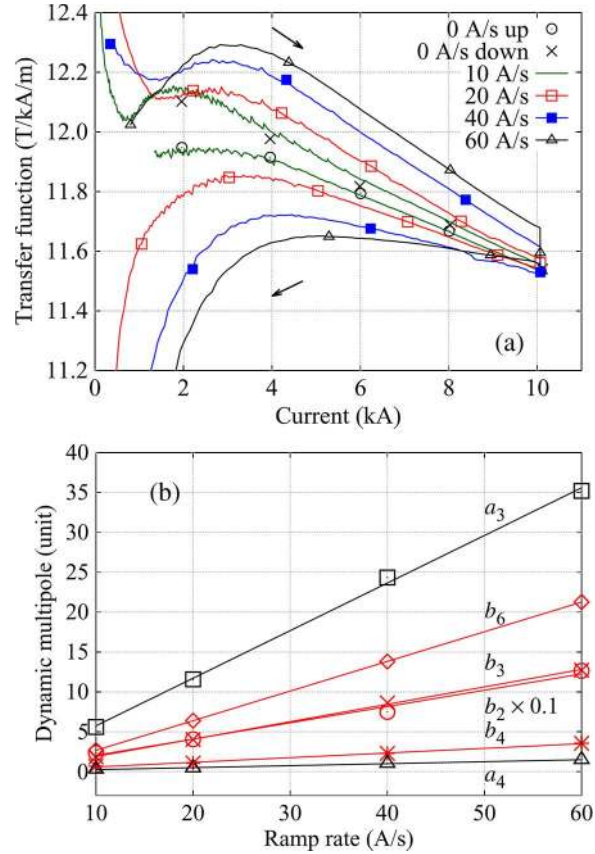 12.4
12.2
12.0
11.8
11.6
11.4
11.2
Transfer function (T/kA/m)
0 A/s up
0 A/s down
10 A/s
20 A/s
40 A/s
60 A/s
(a)
0 2 4 6 8 10
Current (kA)
40
35
30
25
20
15
10
5
0
Dynamic multipole (unit)
(b)
a3
b6
b3
b2 × 0.1
b4
a4
10 20 30 40 50 60
Ramp rate (A/s)